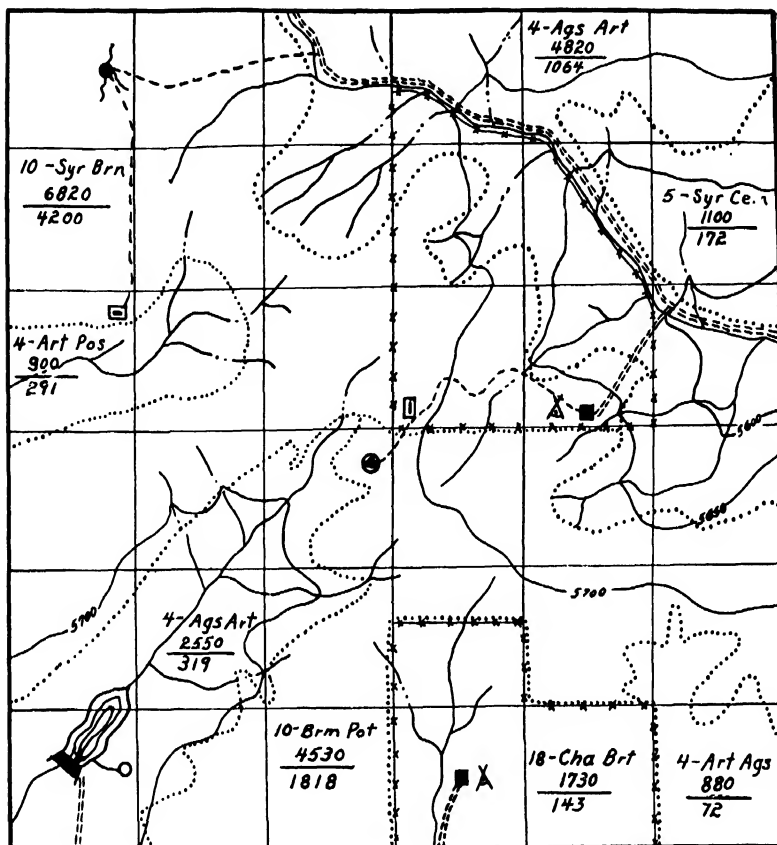 4-Ags Art
4820
1064
10-Syr Brn
6820
4200
5-Syr
1100
172
4-Art Pos
900
291
5600
5650
5700
5700
4-Ags Art
2550
319
10-Brm Pot
4530
1818
18-Cha Brt
1730
143
4-Art Ags
880
72